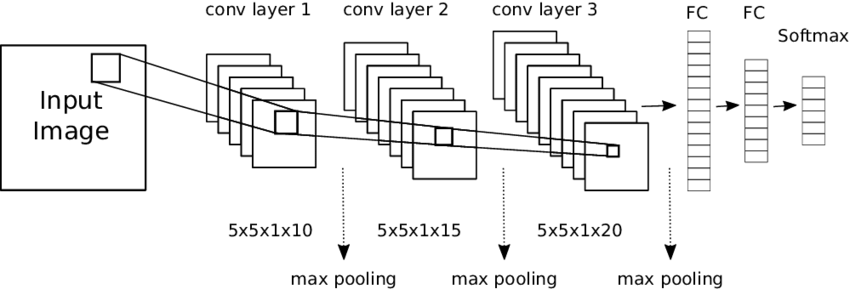 conv layer 1
conv layer 2
conv layer 3
FC
FC
Softmax
Input
Image
5x5x1x10
5x5x1x15
5x5x1x20
max pooling
max pooling
max pooling